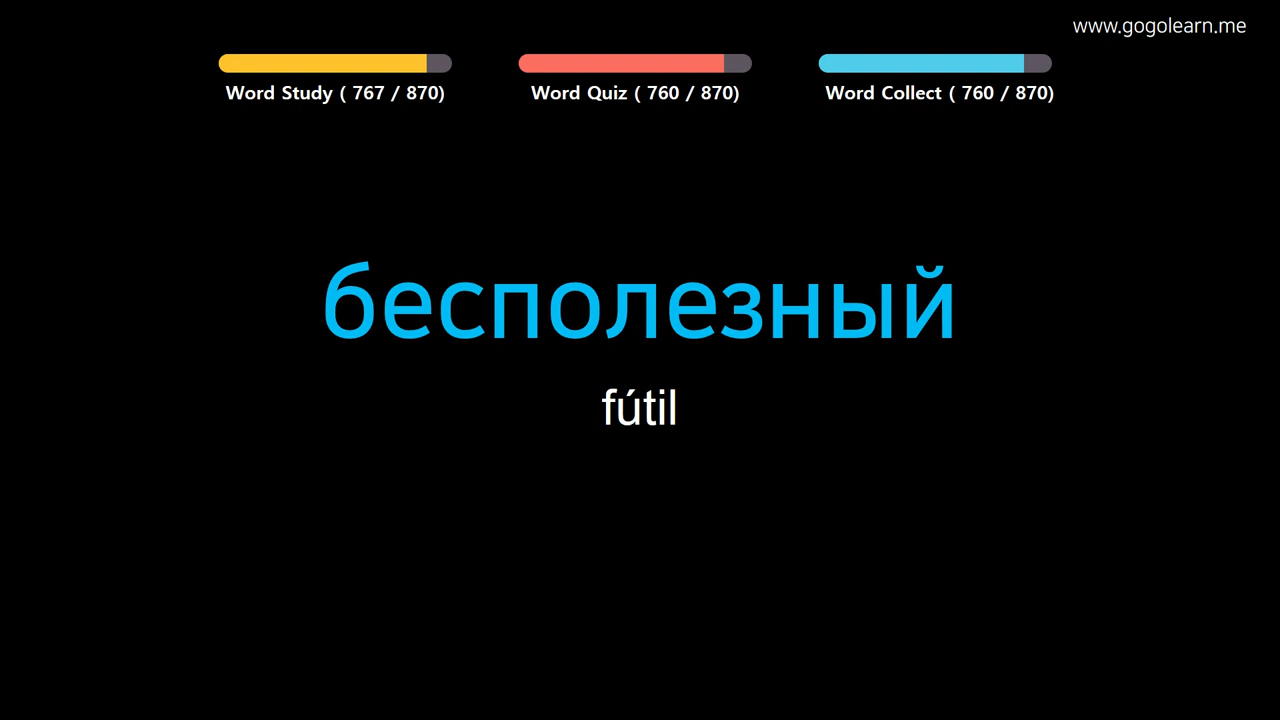 www.gogolearn.me
Word Study ( 767 / 870)
Word Quiz ( 760 / 870)
Word Collect ( 760 / 870)
бесполезный
fútil